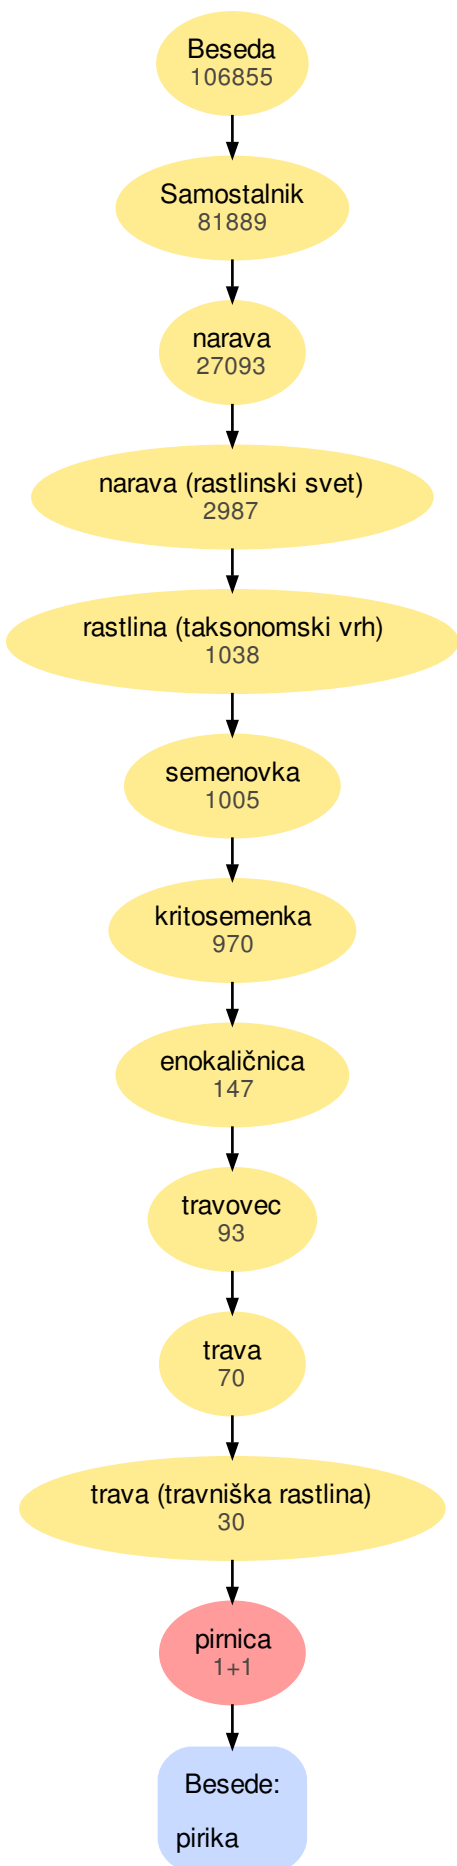 Beseda
106855
Samostalnik
81889
narava
27093
narava (rastlinski svet)
2987
rastlina (taksonomski vrh)
1038
semenovka
1005
kritosemenka
970
enokaličnica
147
travovec
93
trava
70
trava (travniška rastlina)
30
pirnica
1+1
Besede:
pirika